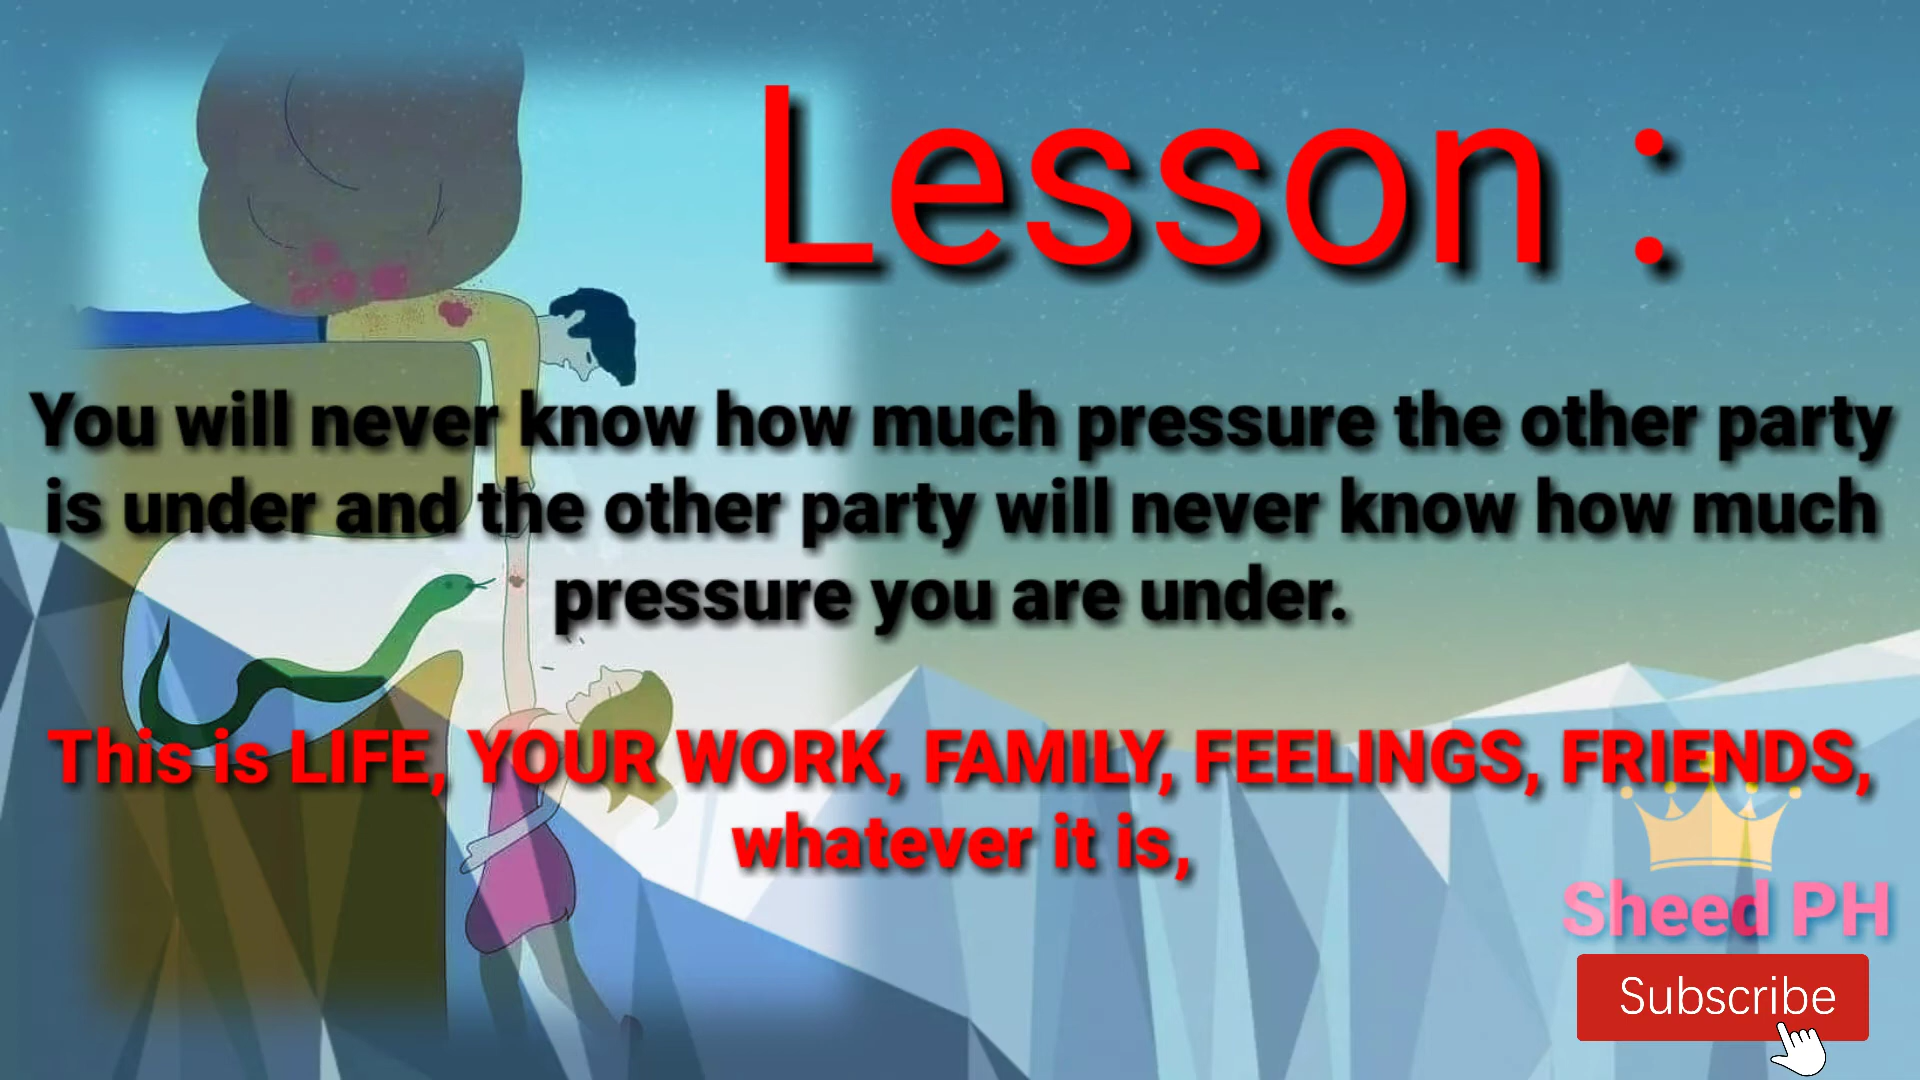 Lesson :
You will never know how much pressure the other party
is under and the other party will never know how much
pressure you are under.
This is LIFE, YOUR WORK, FAMILY, FEELINGS, FRIENDS,
whatever it is,
Sheed PH
Subscribe